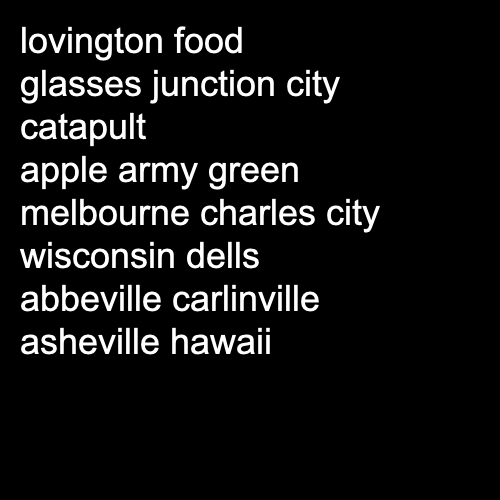 lovington food
glasses junction city
catapult
apple army green
melbourne charles city
wisconsin dells
abbeville carlinville
asheville hawaii